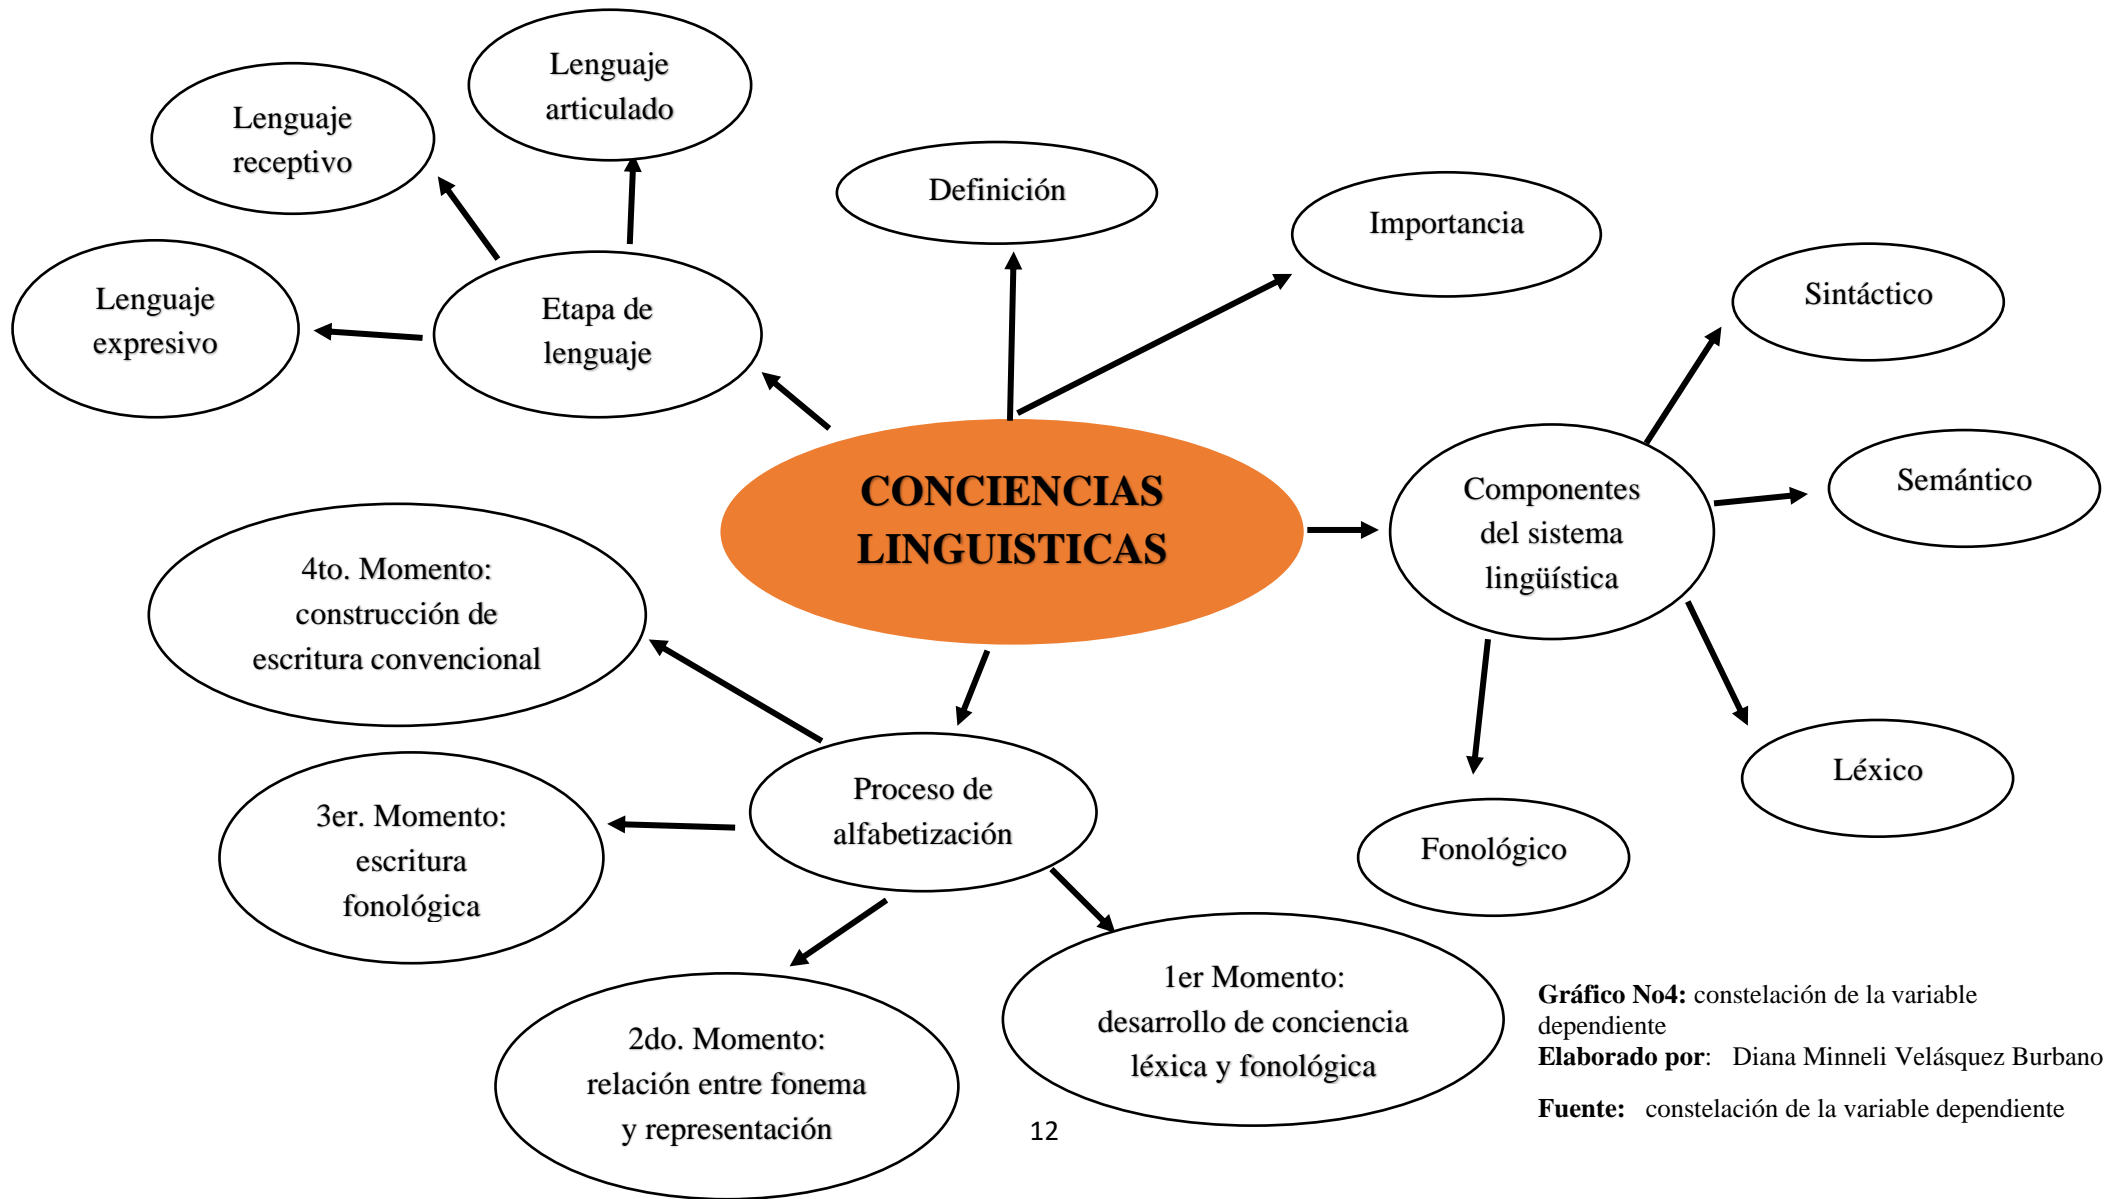 Lenguaje
articulado
Lenguaje
receptivo
Definición
Importancia
Lenguaje
expresivo
Etapa de
lenguaje
Sintáctico
CONCIENCIAS
LINGUISTICAS
Componentes
del sistema
lingüística
Semántico
4to. Momento:
construcción de
escritura convencional
Léxico
Proceso de
alfabetización
3er. Momento:
escritura
fonológica
Fonológico
1er Momento:
desarrollo de conciencia
léxica y fonológica
2do. Momento:
relación entre fonema
y representación
Gráfico No4: constelación de la variable
dependiente
Elaborado por: Diana Minneli Velásquez Burbano
Fuente: constelación de la variable dependiente
12